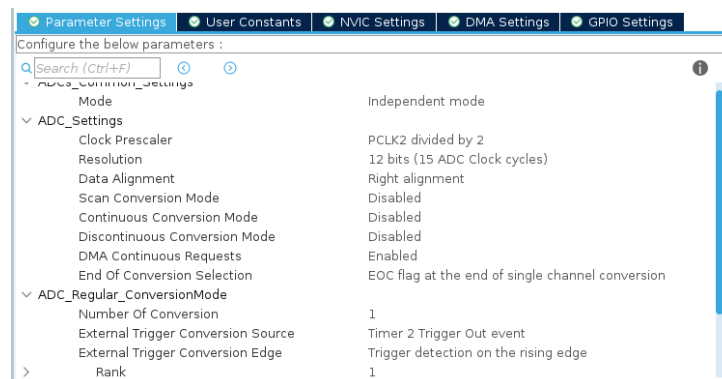 Parameter Settings User Constants NVIC Settings DMA Settings GPIO Settings
Configure the below parameters :
Search (Ctrl+F)
ADCs_Common_Settings
Mode Independent mode
ADC_Settings
Clock Prescaler PCLK2 divided by 2
Resolution 12 bits (15 ADC Clock cycles)
Data Alignment Right alignment
Scan Conversion Mode Disabled
Continuous Conversion Mode Disabled
Discontinuous Conversion Mode Disabled
DMA Continuous Requests Enabled
End Of Conversion Selection EOC flag at the end of single channel conversion
ADC_Regular_ConversionMode
Number Of Conversion 1
External Trigger Conversion Source Timer 2 Trigger Out event
External Trigger Conversion Edge Trigger detection on the rising edge
Rank 1